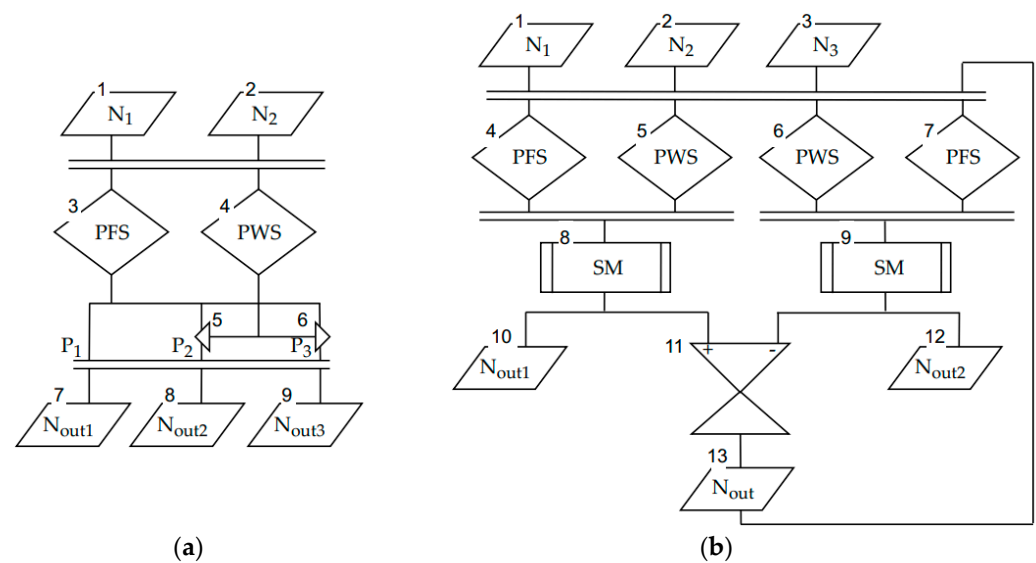 1 2
N1 N2
3 4
PFS PWS
5 6
P1 P2 P3
7 8 9
Nout1 Nout2 Nout3
(a)
1 2 3
N1 N2 N3
4 5 6 7
PFS PWS PWS PFS
8 9
SM SM
10 11 + - 12
Nout1 Nout2
13
Nout
(b)